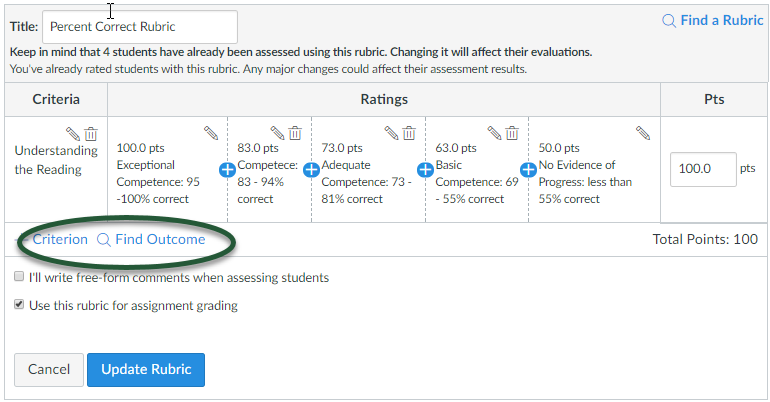 Title: Percent Correct Rubric
Find a Rubric
Keep in mind that 4 students have already been assessed using this rubric. Changing it will affect their evaluations.
You've already rated students with this rubric. Any major changes could affect their assessment results.
Criteria Ratings Pts
Understanding
the Reading
100.0 pts
Exceptional
Competence: 95
-100% correct
83.0 pts
Competece:
83 - 94%
correct
73.0 pts
Adequate
Competence: 73 -
81% correct
63.0 pts
Basic
Competence: 69
- 55% correct
50.0 pts
No Evidence of
Progress: less than
55% correct
100.0 pts
Criterion Find Outcome
Total Points: 100
I'll write free-form comments when assessing students
Use this rubric for assignment grading
Cancel Update Rubric